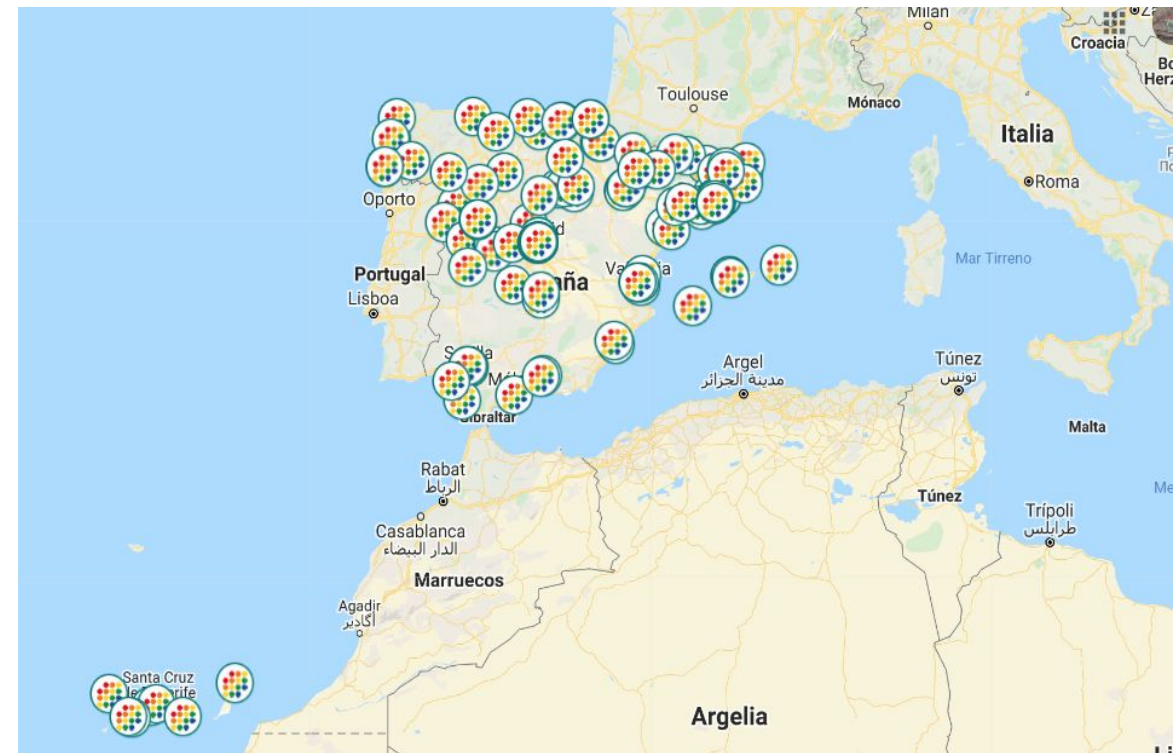 Milán
Croacia
Toulouse
Mónaco
Italia
Roma
Oporto
Portugal
Lisboa
Mar Tirreno
Gibraltar
Argel
مدينة الجزائر
Túnez
تونس
Malta
Rabat
الرباط
Casablanca
الدار البيضاء
Marruecos
Túnez
Trípoli
طرابلس
Agadir
أكادير
Santa Cruz
Argelia